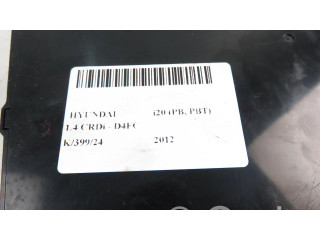 HYUNDAI i20 (PB, PBT)
1.4 CRDi - D4FC
K/399/24 2012